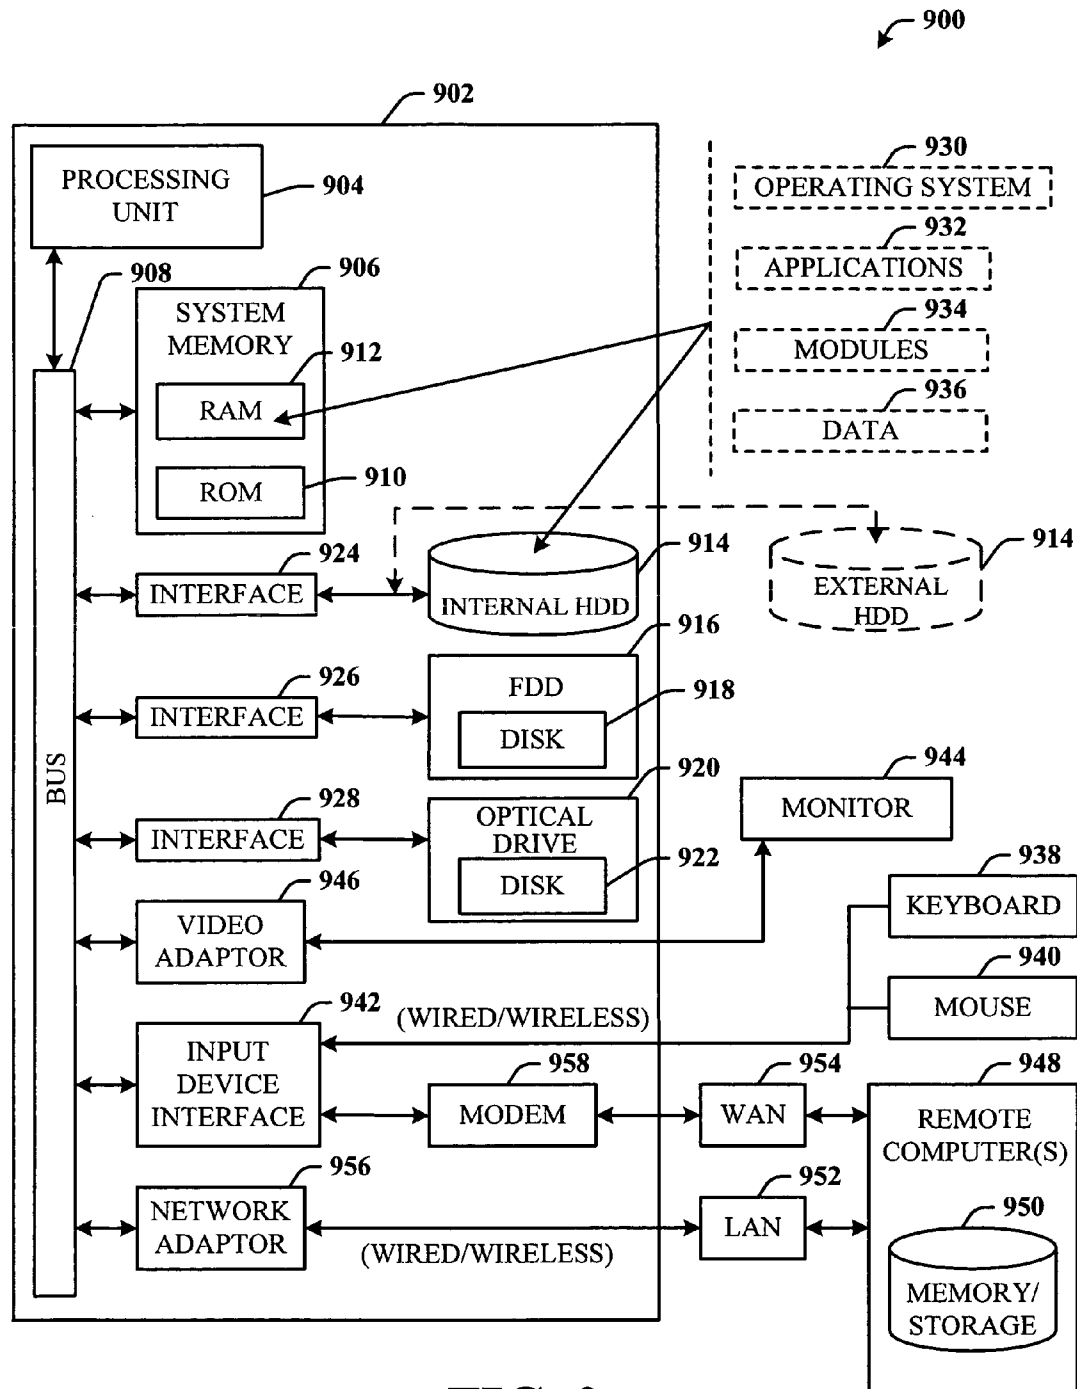 900
902
PROCESSING
UNIT
904
908
906
SYSTEM
MEMORY
912
RAM
ROM
910
930
OPERATING SYSTEM
932
APPLICATIONS
934
MODULES
936
DATA
BUS
924
INTERFACE
914
INTERNAL HDD
914
EXTERNAL
HDD
916
FDD
918
DISK
926
INTERFACE
920
OPTICAL
DRIVE
922
DISK
928
INTERFACE
944
MONITOR
946
VIDEO
ADAPTOR
938
KEYBOARD
940
MOUSE
942
INPUT
DEVICE
INTERFACE
(WIRED/WIRELESS)
958
MODEM
954
WAN
948
REMOTE
COMPUTER(S)
956
NETWORK
ADAPTOR
(WIRED/WIRELESS)
952
LAN
950
MEMORY/
STORAGE